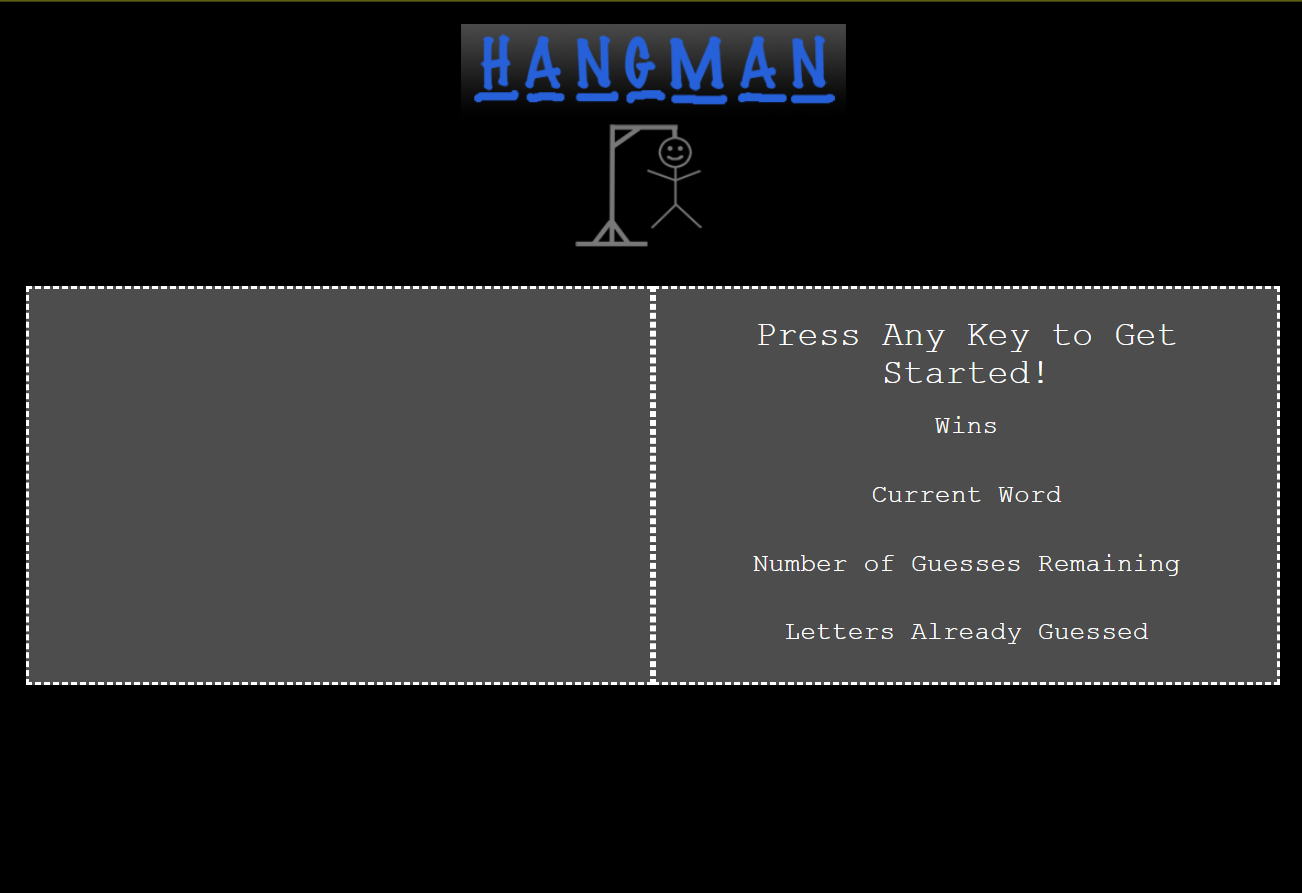 HANGMAN
Press Any Key to Get
Started!
Wins
Current Word
Number of Guesses Remaining
Letters Already Guessed